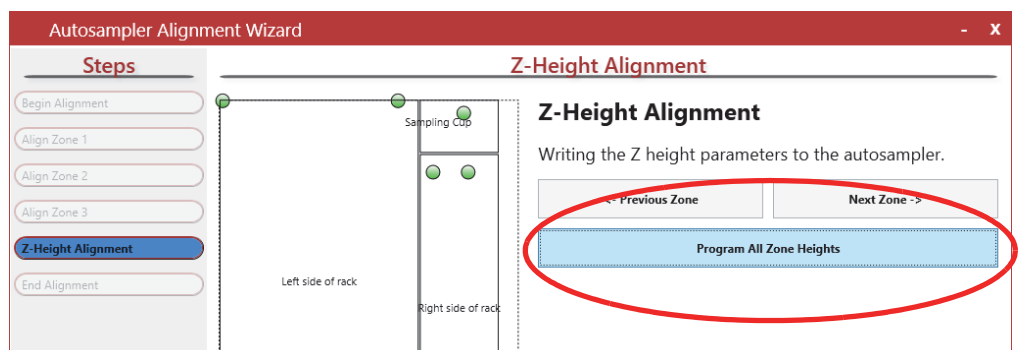 Autosampler Alignment Wizard
- X
Steps
Z-Height Alignment
Begin Alignment
Align Zone 1
Align Zone 2
Align Zone 3
Z-Height Alignment
End Alignment
Sampling Cup
Left side of rack
Right side of rack
Z-Height Alignment
Writing the Z height parameters to the autosampler.
<- Previous Zone
Next Zone ->
Program All Zone Heights